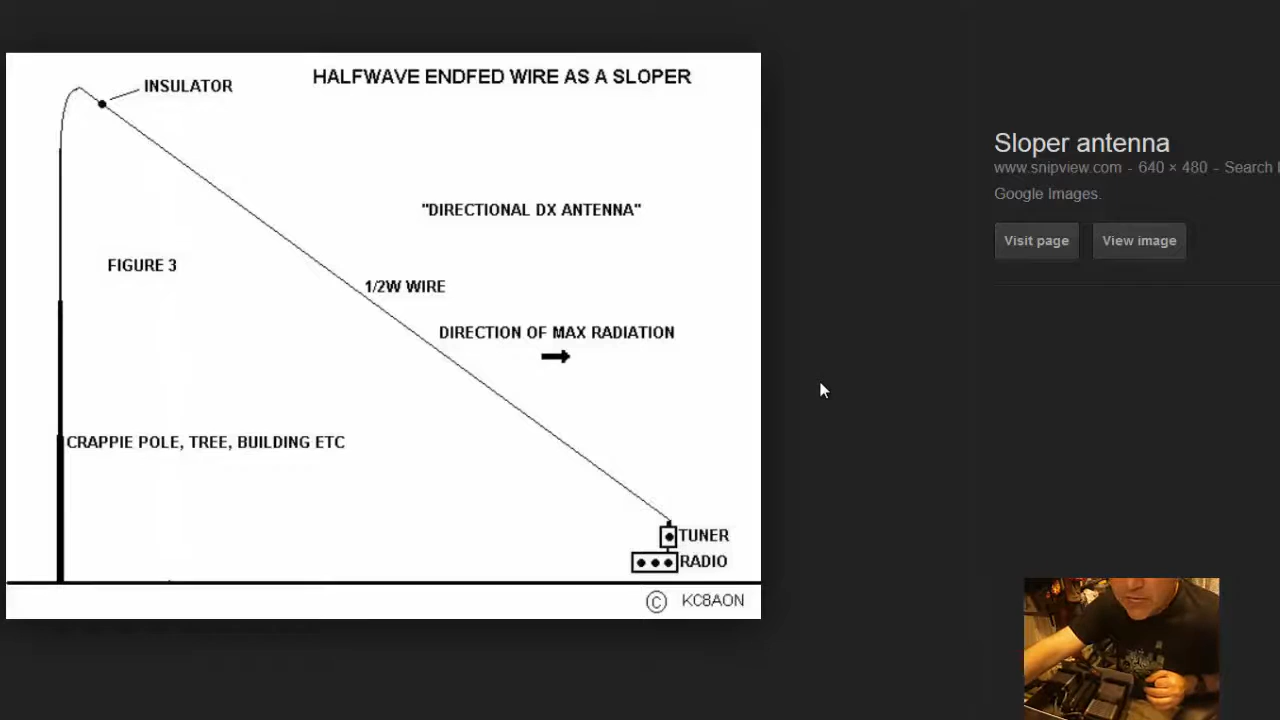 HALFWAVE ENDFED WIRE AS A SLOPER
INSULATOR
"DIRECTIONAL DX ANTENNA"
FIGURE 3
1/2W WIRE
DIRECTION OF MAX RADIATION
CRAPPIE POLE, TREE, BUILDING ETC
TUNER
RADIO
© KC8AON
Sloper antenna
www.snipview.com - 640 × 480 - Search
Google Images.
Visit page
View image